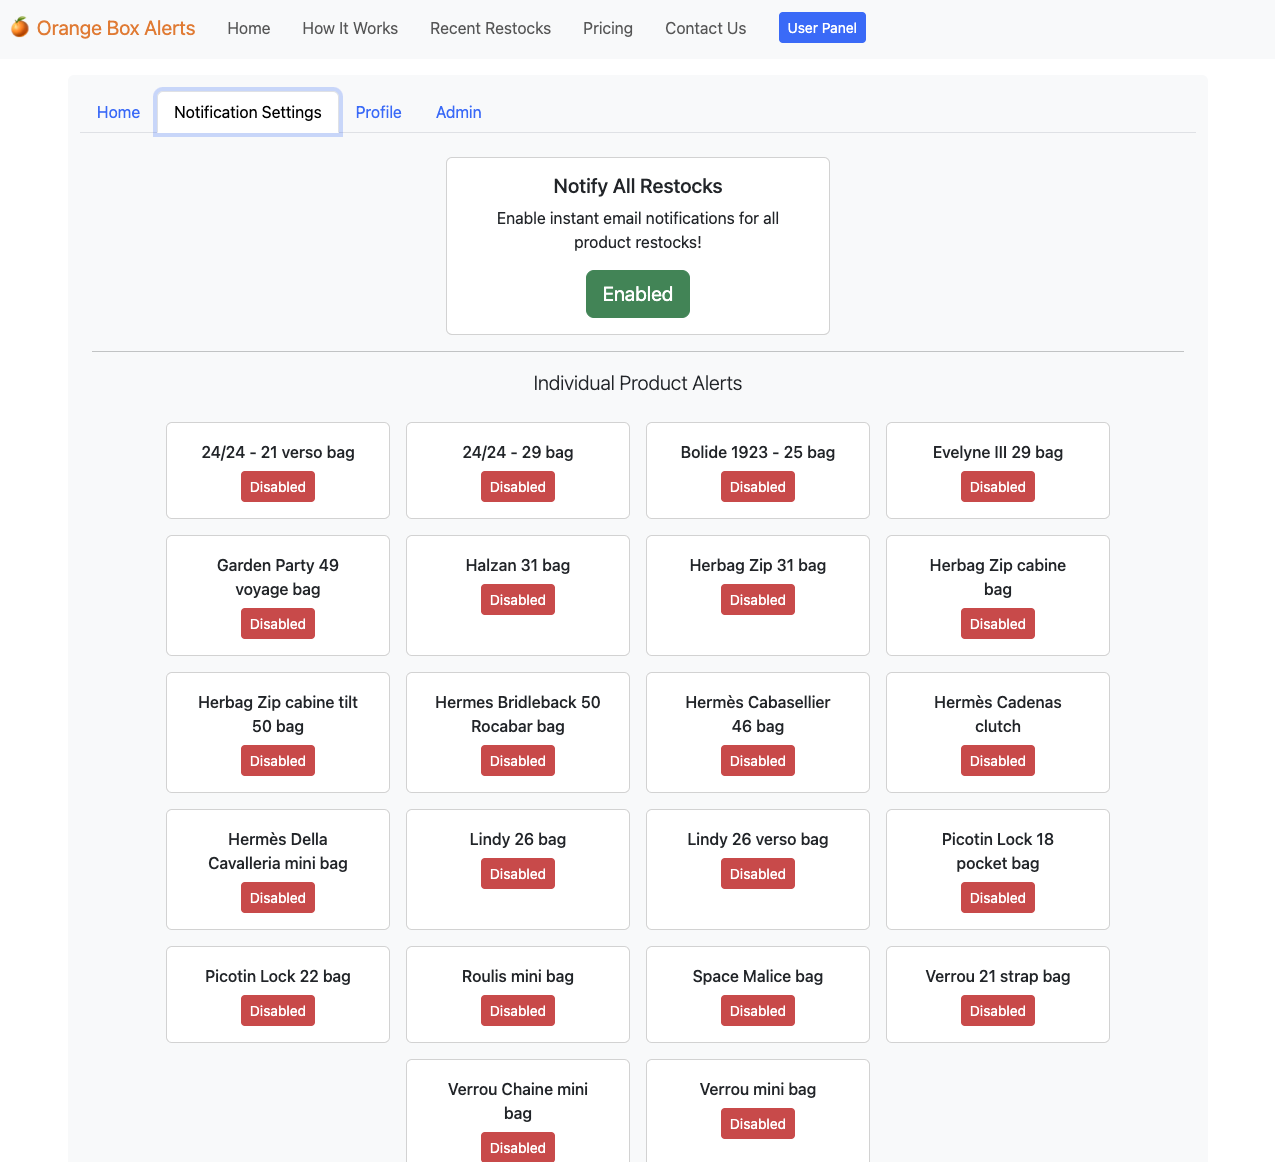 Orange Box Alerts
Home
How It Works
Recent Restocks
Pricing
Contact Us
User Panel
Home
Notification Settings
Profile
Admin
Notify All Restocks
Enable instant email notifications for all
product restocks!
Enabled
Individual Product Alerts
24/24 - 21 verso bag
Disabled
24/24 - 29 bag
Disabled
Bolide 1923 - 25 bag
Disabled
Evelyne III 29 bag
Disabled
Garden Party 49
voyage bag
Disabled
Halzan 31 bag
Disabled
Herbag Zip 31 bag
Disabled
Herbag Zip cabine
bag
Disabled
Herbag Zip cabine tilt
50 bag
Disabled
Hermes Bridleback 50
Rocabar bag
Disabled
Hermès Cabasellier
46 bag
Disabled
Hermès Cadenas
clutch
Disabled
Hermès Della
Cavalleria mini bag
Disabled
Lindy 26 bag
Disabled
Lindy 26 verso bag
Disabled
Picotin Lock 18
pocket bag
Disabled
Picotin Lock 22 bag
Disabled
Roulis mini bag
Disabled
Space Malice bag
Disabled
Verrou 21 strap bag
Disabled
Verrou Chaine mini
bag
Disabled
Verrou mini bag
Disabled